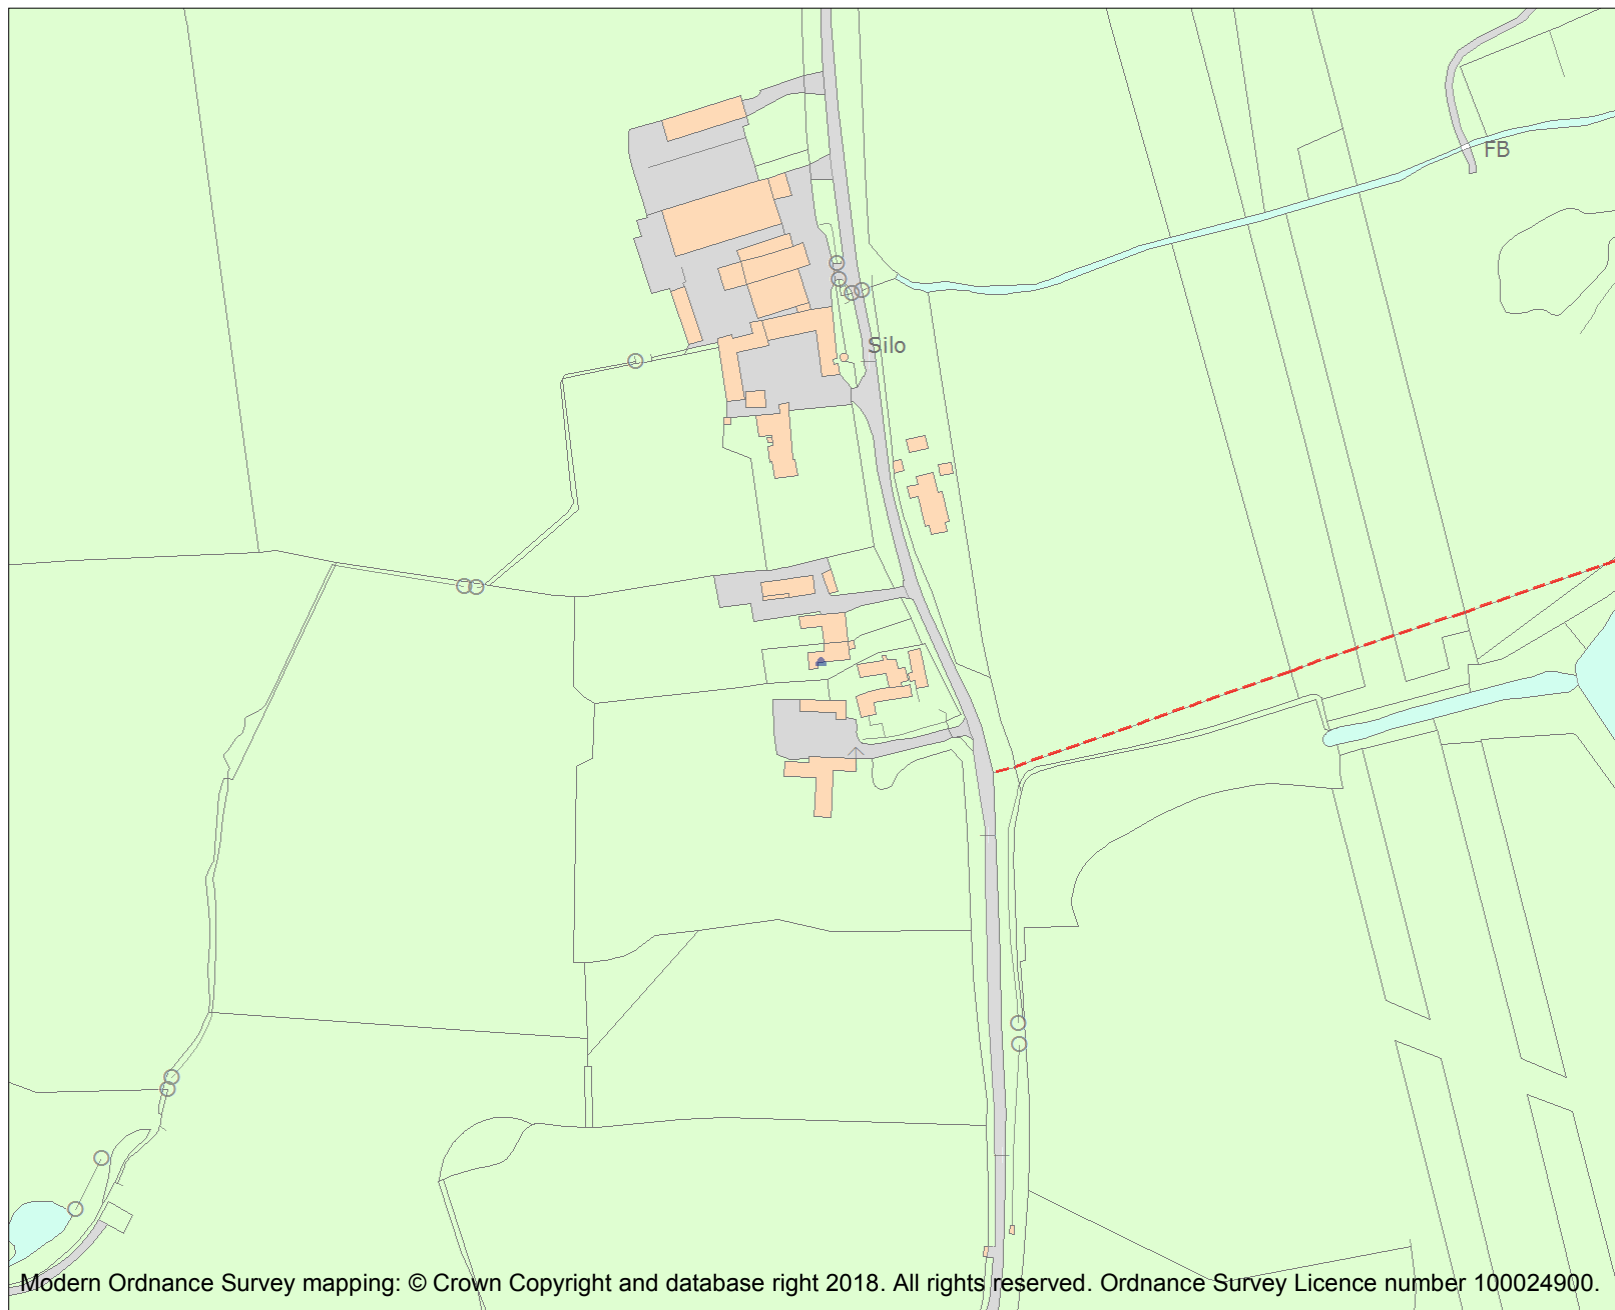 FB
Silo
Modern Ordnance Survey mapping: © Crown Copyright and database right 2018. All rights reserved. Ordnance Survey Licence number 100024900.